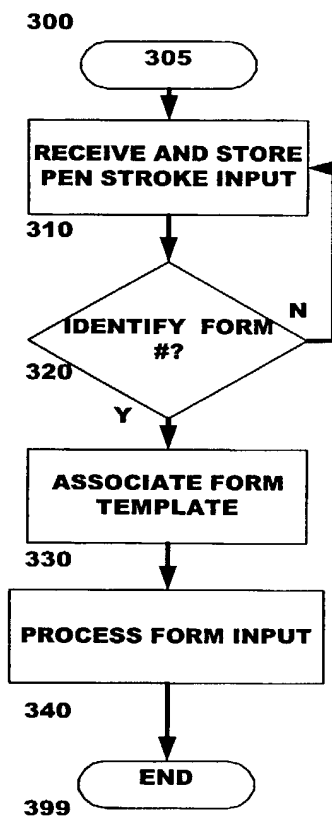 300
305
RECEIVE AND STORE
PEN STROKE INPUT
310
IDENTIFY FORM
#?
N
320
Y
ASSOCIATE FORM
TEMPLATE
330
PROCESS FORM INPUT
340
END
399